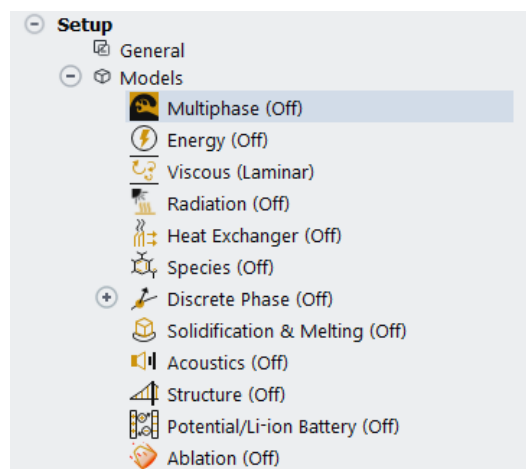 Setup
General
Models
Multiphase (Off)
Energy (Off)
Viscous (Laminar)
Radiation (Off)
Heat Exchanger (Off)
Species (Off)
Discrete Phase (Off)
Solidification & Melting (Off)
Acoustics (Off)
Structure (Off)
Potential/Li-ion Battery (Off)
Ablation (Off)